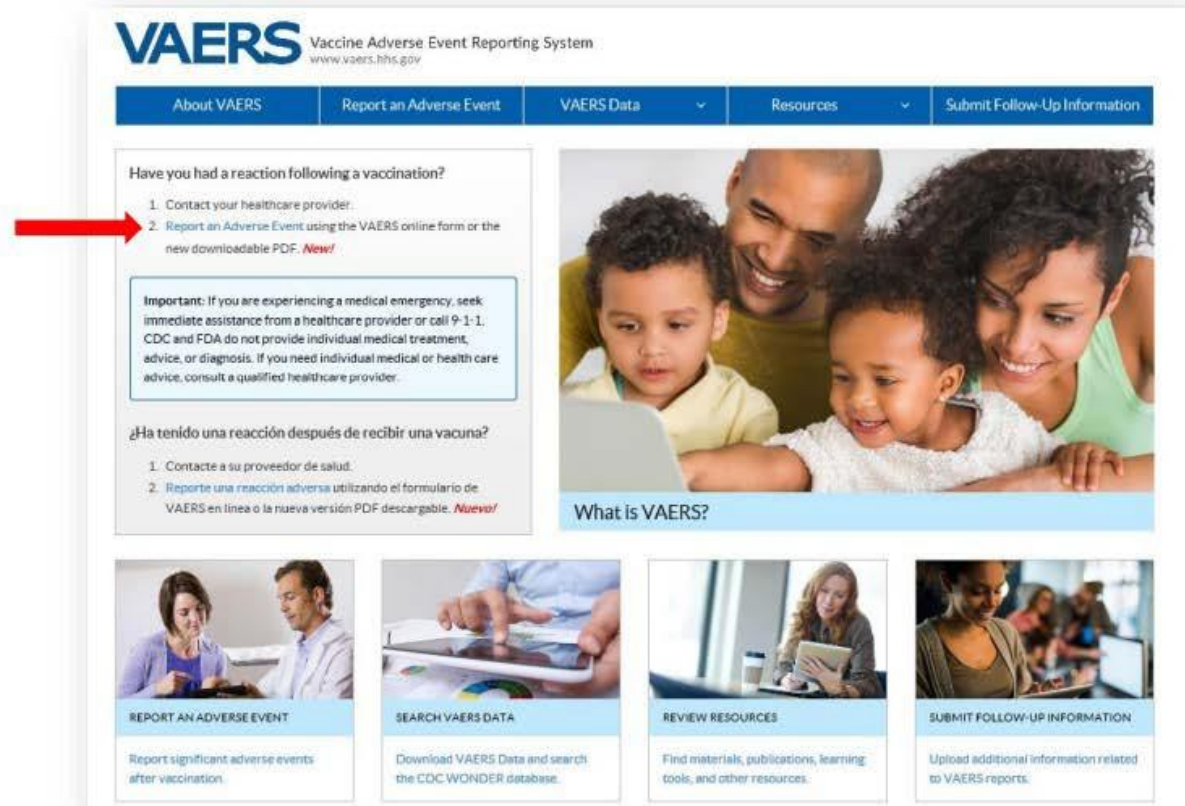 VAERS Vaccine Adverse Event Reporting System
www.vaers.hhs.gov
About VAERS Report an Adverse Event VAERS Data Resources Submit Follow-Up Information
Have you had a reaction following a vaccination?
1. Contact your healthcare provider.
2. Report an Adverse Event using the VAERS online form or the
new downloadable PDF. New!
Important: If you are experiencing a medical emergency, seek
immediate assistance from a healthcare provider or call 9-1-1.
CDC and FDA do not provide individual medical treatment,
advice, or diagnosis. If you need individual medical or health care
advice, consult a qualified healthcare provider.
¿Ha tenido una reacción después de recibir una vacuna?
1. Contacte a su proveedor de salud.
2. Reporte una reacción adversa utilizando el formulario de
VAERS en línea o la nueva versión PDF descargable. Nuevo!
What is VAERS?
REPORT AN ADVERSE EVENT
Report significant adverse events
after vaccination.
SEARCH VAERS DATA
Download VAERS Data and search
the CDC WONDER database.
REVIEW RESOURCES
Find materials, publications, learning
tools, and other resources.
SUBMIT FOLLOW-UP INFORMATION
Upload additional information related
to VAERS reports.